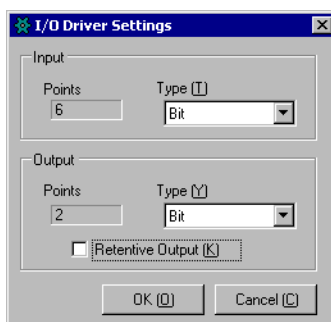 I/O Driver Settings
Input
Points Type (T)
6 Bit
Output
Points Type (Y)
2 Bit
Retentive Output (K)
OK (O) Cancel (C)